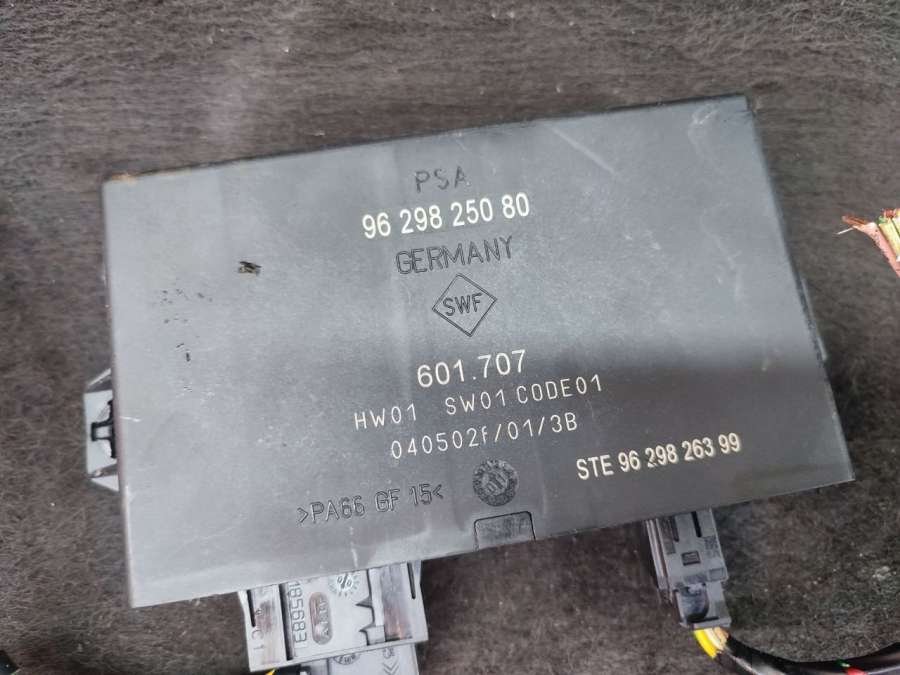 PSA
96 298 250 80
GERMANY
SWF
601.707
HW01 SW01 CODE01
040502F/01/3B
STE 96 298 263 99
>PA66 GF 15<